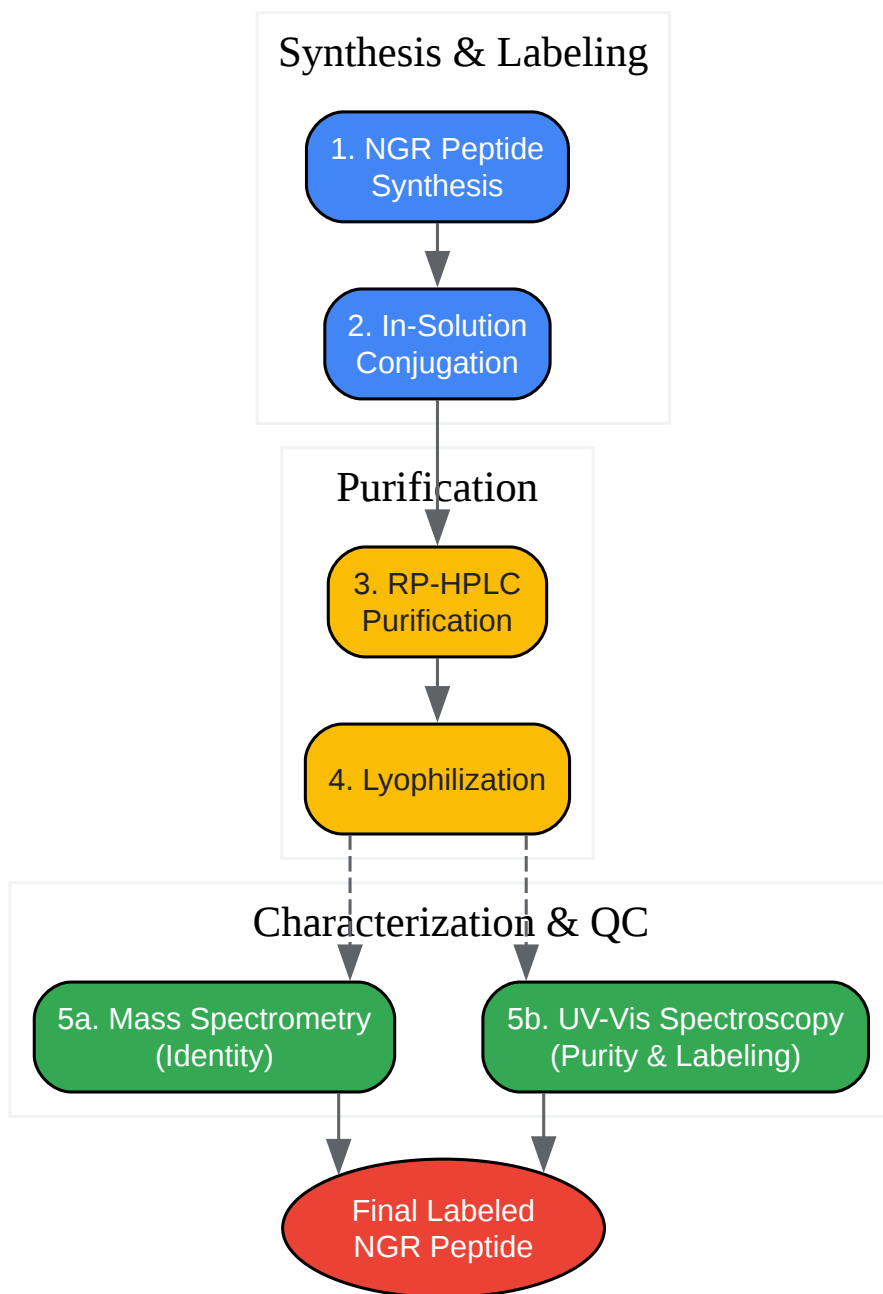 Synthesis & Labeling
1. NGR Peptide
Synthesis
2. In-Solution
Conjugation
Purification
3. RP-HPLC
Purification
4. Lyophilization
Characterization & QC
5a. Mass Spectrometry
(Identity)
5b. UV-Vis Spectroscopy
(Purity & Labeling)
Final Labeled
NGR Peptide